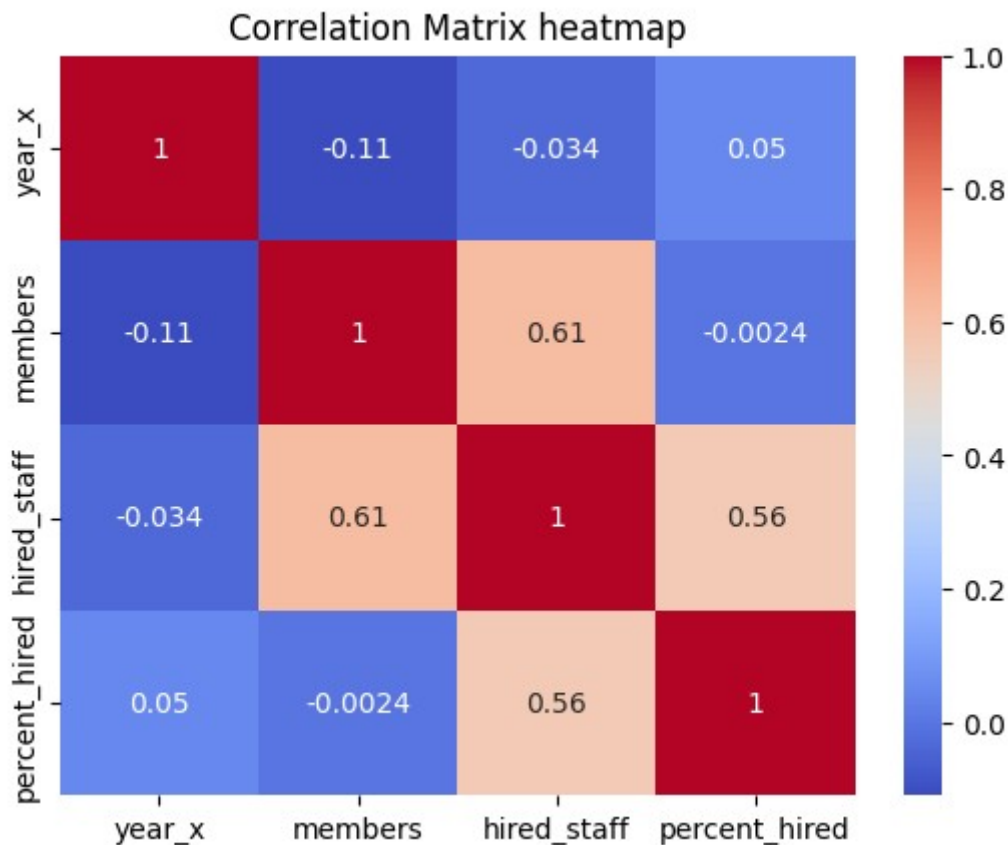 Correlation Matrix heatmap
year_x 1 -0.11 -0.034 0.05
members -0.11 1 0.61 -0.0024
hired_staff -0.034 0.61 1 0.56
percent_hired 0.05 -0.0024 0.56 1
year_x members hired_staff percent_hired
1.0
0.8
0.6
0.4
0.2
0.0